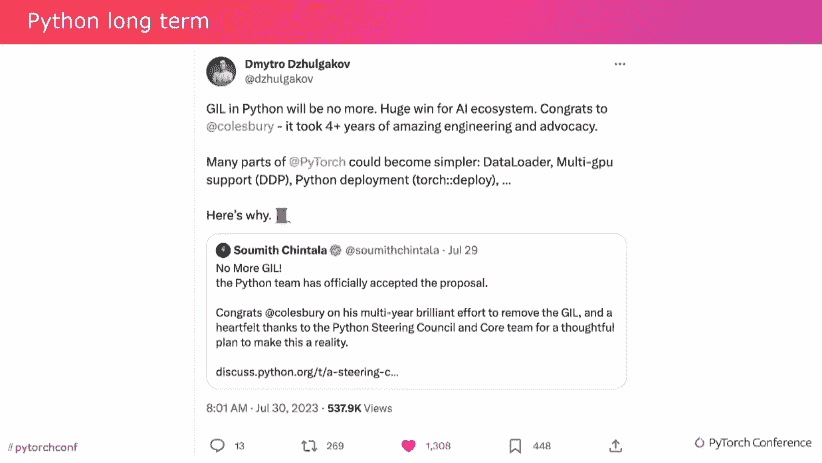 Python long term
Dmytro Dzhulgakov
@dzhulgakov
GIL in Python will be no more. Huge win for AI ecosystem. Congrats to
@colesbury - it took 4+ years of amazing engineering and advocacy.
Many parts of @PyTorch could become simpler: DataLoader, Multi-gpu
support (DDP), Python deployment (torch::deploy), ...
Here's why.
Soumith Chintala @soumithchintala · Jul 29
No More GIL!
the Python team has officially accepted the proposal.
Congrats @colesbury on his multi-year brilliant effort to remove the GIL, and a
heartfelt thanks to the Python Steering Council and Core team for a thoughtful
plan to make this a reality.
discuss.python.org/t/a-steering-c...
8:01 AM · Jul 30, 2023 · 537.9K Views
13 269 1,308 448
#pytorchconf
PyTorch Conference